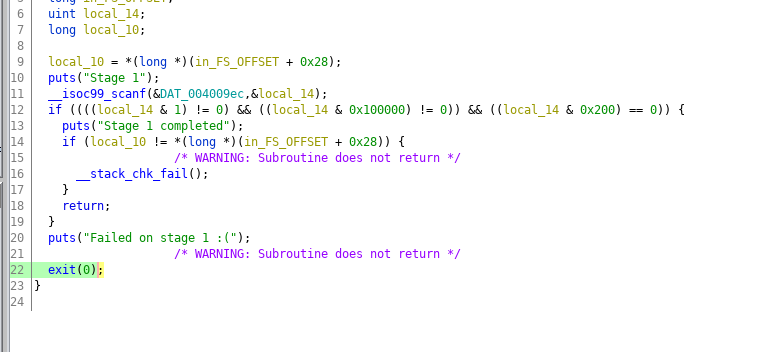 long in_FS_OFFSET;
6 uint local_14;
7 long local_10;
8
9 local_10 = *(long *)(in_FS_OFFSET + 0x28);
10 puts("Stage 1");
11 __isoc99_scanf(&DAT_004009ec,&local_14);
12 if ((((local_14 & 1) != 0) && ((local_14 & 0x100000) != 0)) && ((local_14 & 0x200) == 0)) {
13 puts("Stage 1 completed");
14 if (local_10 != *(long *)(in_FS_OFFSET + 0x28)) {
15 /* WARNING: Subroutine does not return */
16 __stack_chk_fail();
17 }
18 return;
19 }
20 puts("Failed on stage 1 :(");
21 /* WARNING: Subroutine does not return */
22 exit(0);
23 }
24